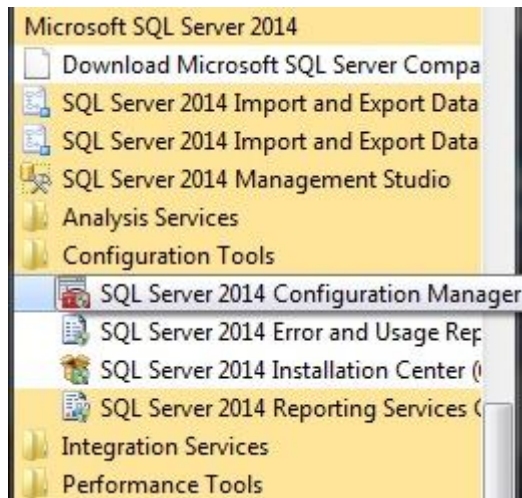 Microsoft SQL Server 2014
Download Microsoft SQL Server Compa
SQL Server 2014 Import and Export Data
SQL Server 2014 Import and Export Data
SQL Server 2014 Management Studio
Analysis Services
Configuration Tools
SQL Server 2014 Configuration Manager
SQL Server 2014 Error and Usage Rep
SQL Server 2014 Installation Center (
SQL Server 2014 Reporting Services C
Integration Services
Performance Tools